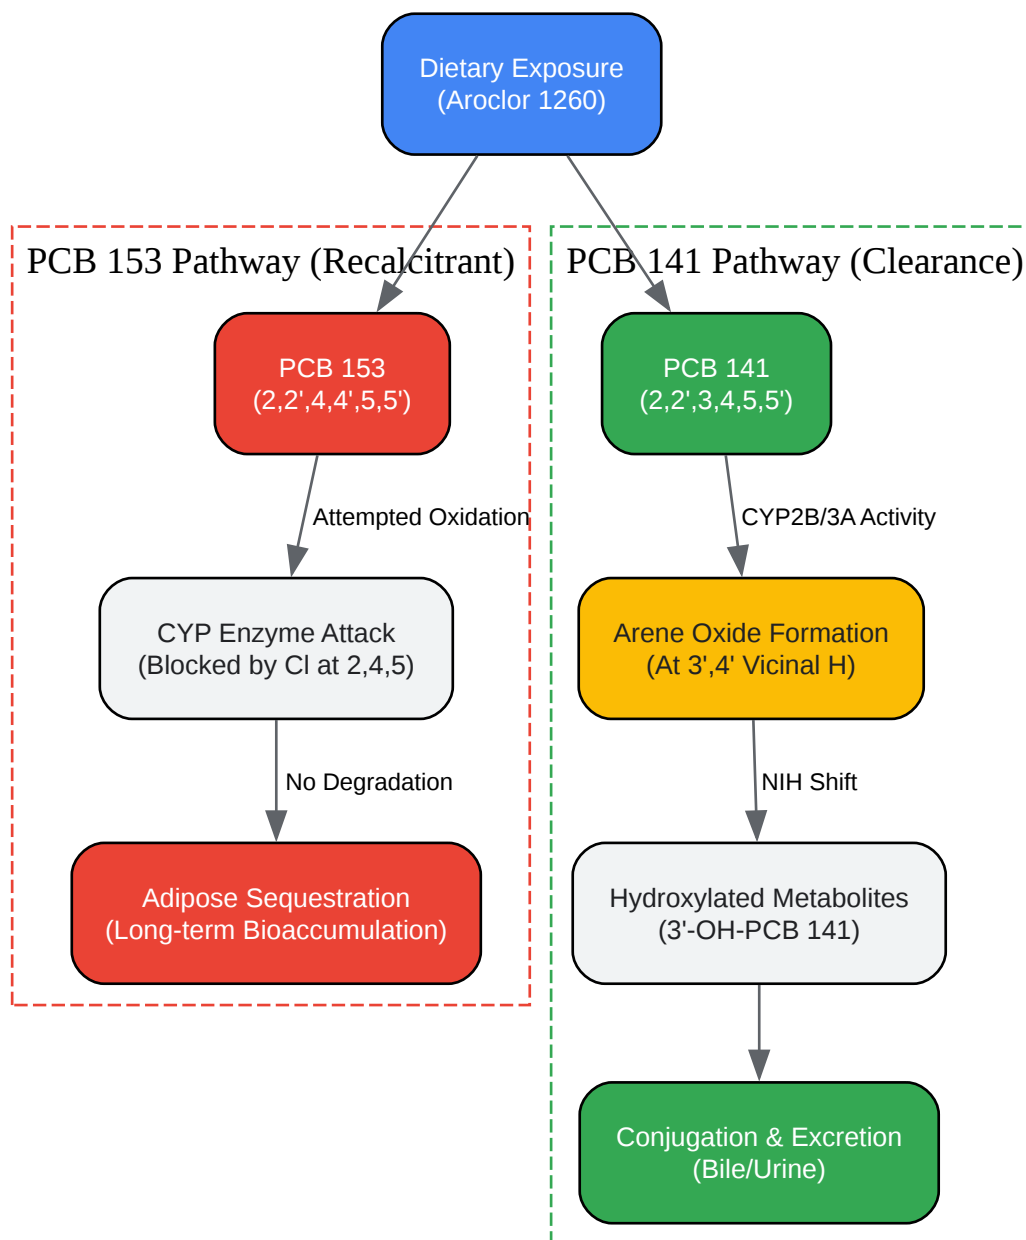 Dietary Exposure
(Aroclor 1260)
PCB 153 Pathway (Recalcitrant)
PCB 153
(2,2',4,4',5,5')
Attempted Oxidation
CYP Enzyme Attack
(Blocked by Cl at 2,4,5)
No Degradation
Adipose Sequestration
(Long-term Bioaccumulation)
PCB 141 Pathway (Clearance)
PCB 141
(2,2',3,4,5,5')
CYP2B/3A Activity
Arene Oxide Formation
(At 3',4' Vicinal H)
NIH Shift
Hydroxylated Metabolites
(3'-OH-PCB 141)
Conjugation & Excretion
(Bile/Urine)